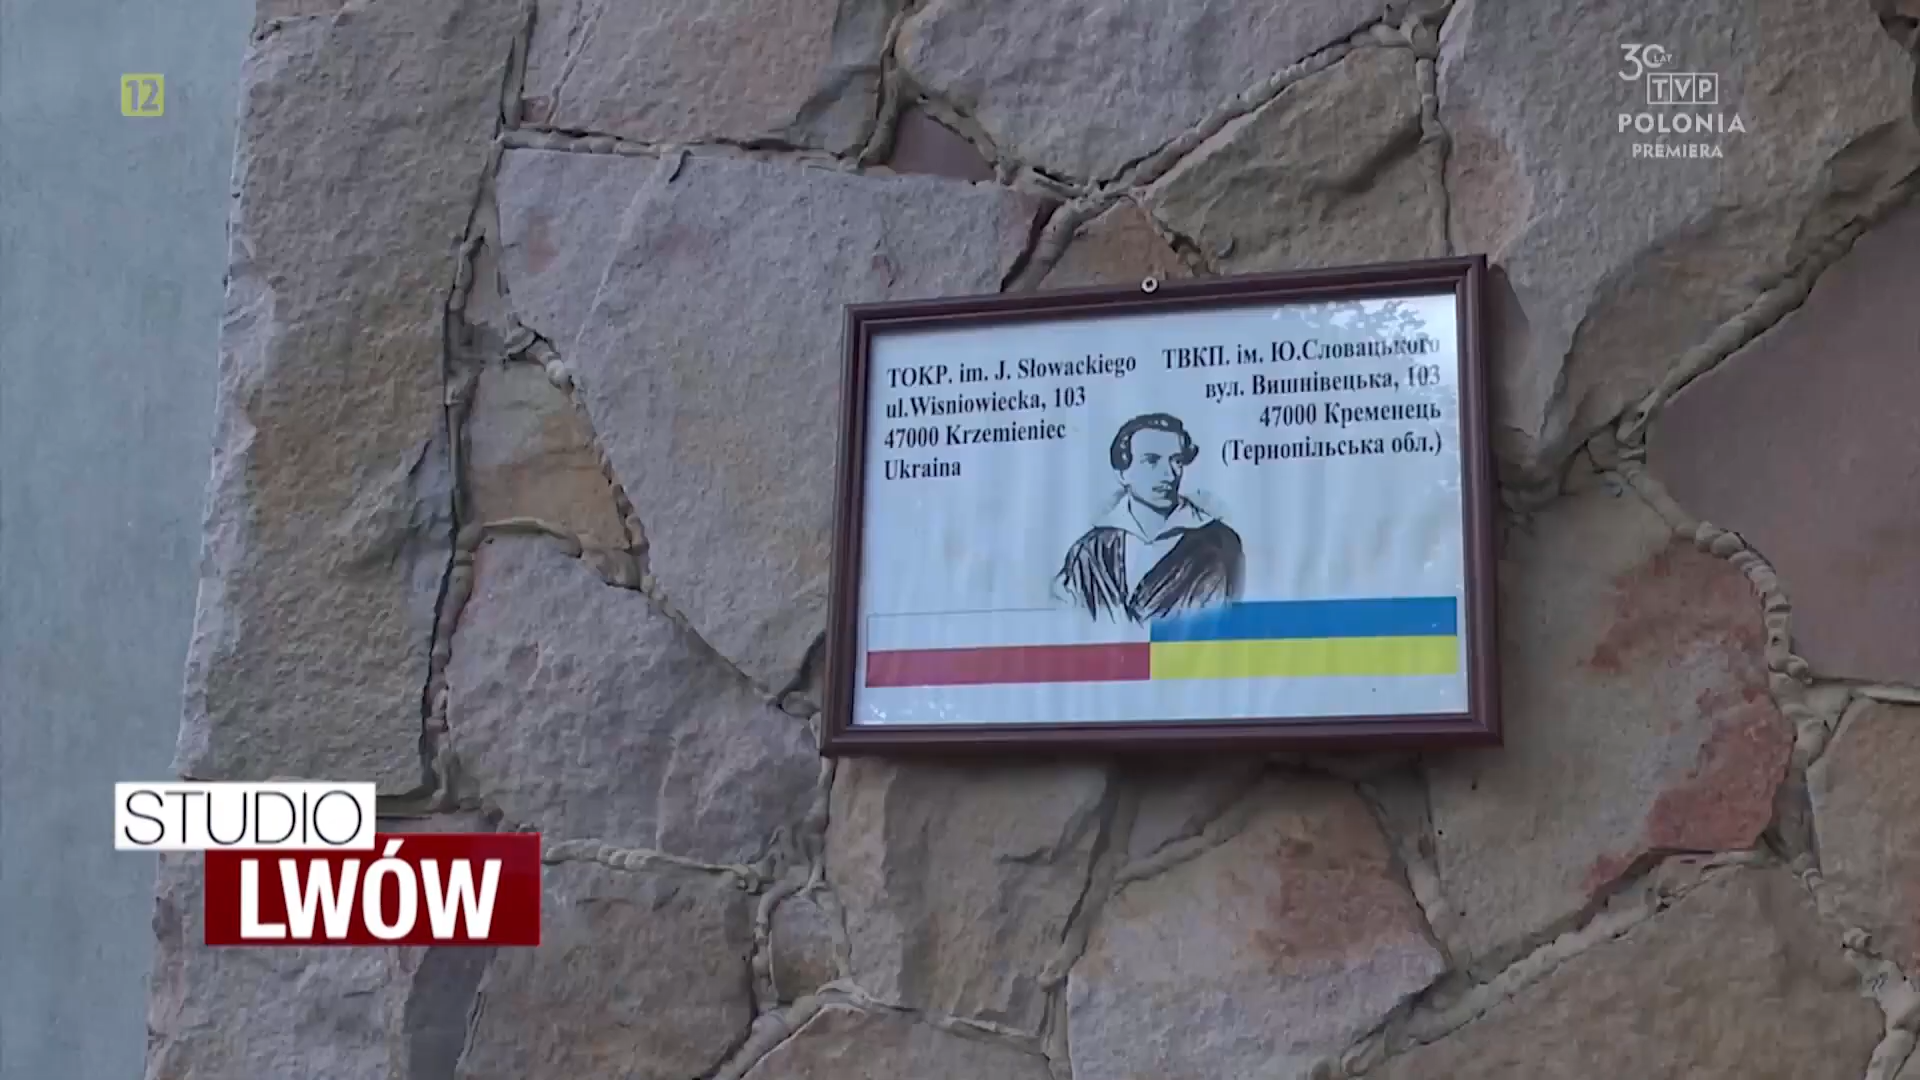 12
30 LAT
TVP
POLONIA
PREMIERA
TOKP. im. J. Słowackiego
ul.Wisniowiecka, 103
47000 Krzemieniec
Ukraina
ТВКП. ім. Ю.Словацького
вул. Вишнівецька, 103
47000 Кременець
(Тернопільська обл.)
STUDIO
LWÓW